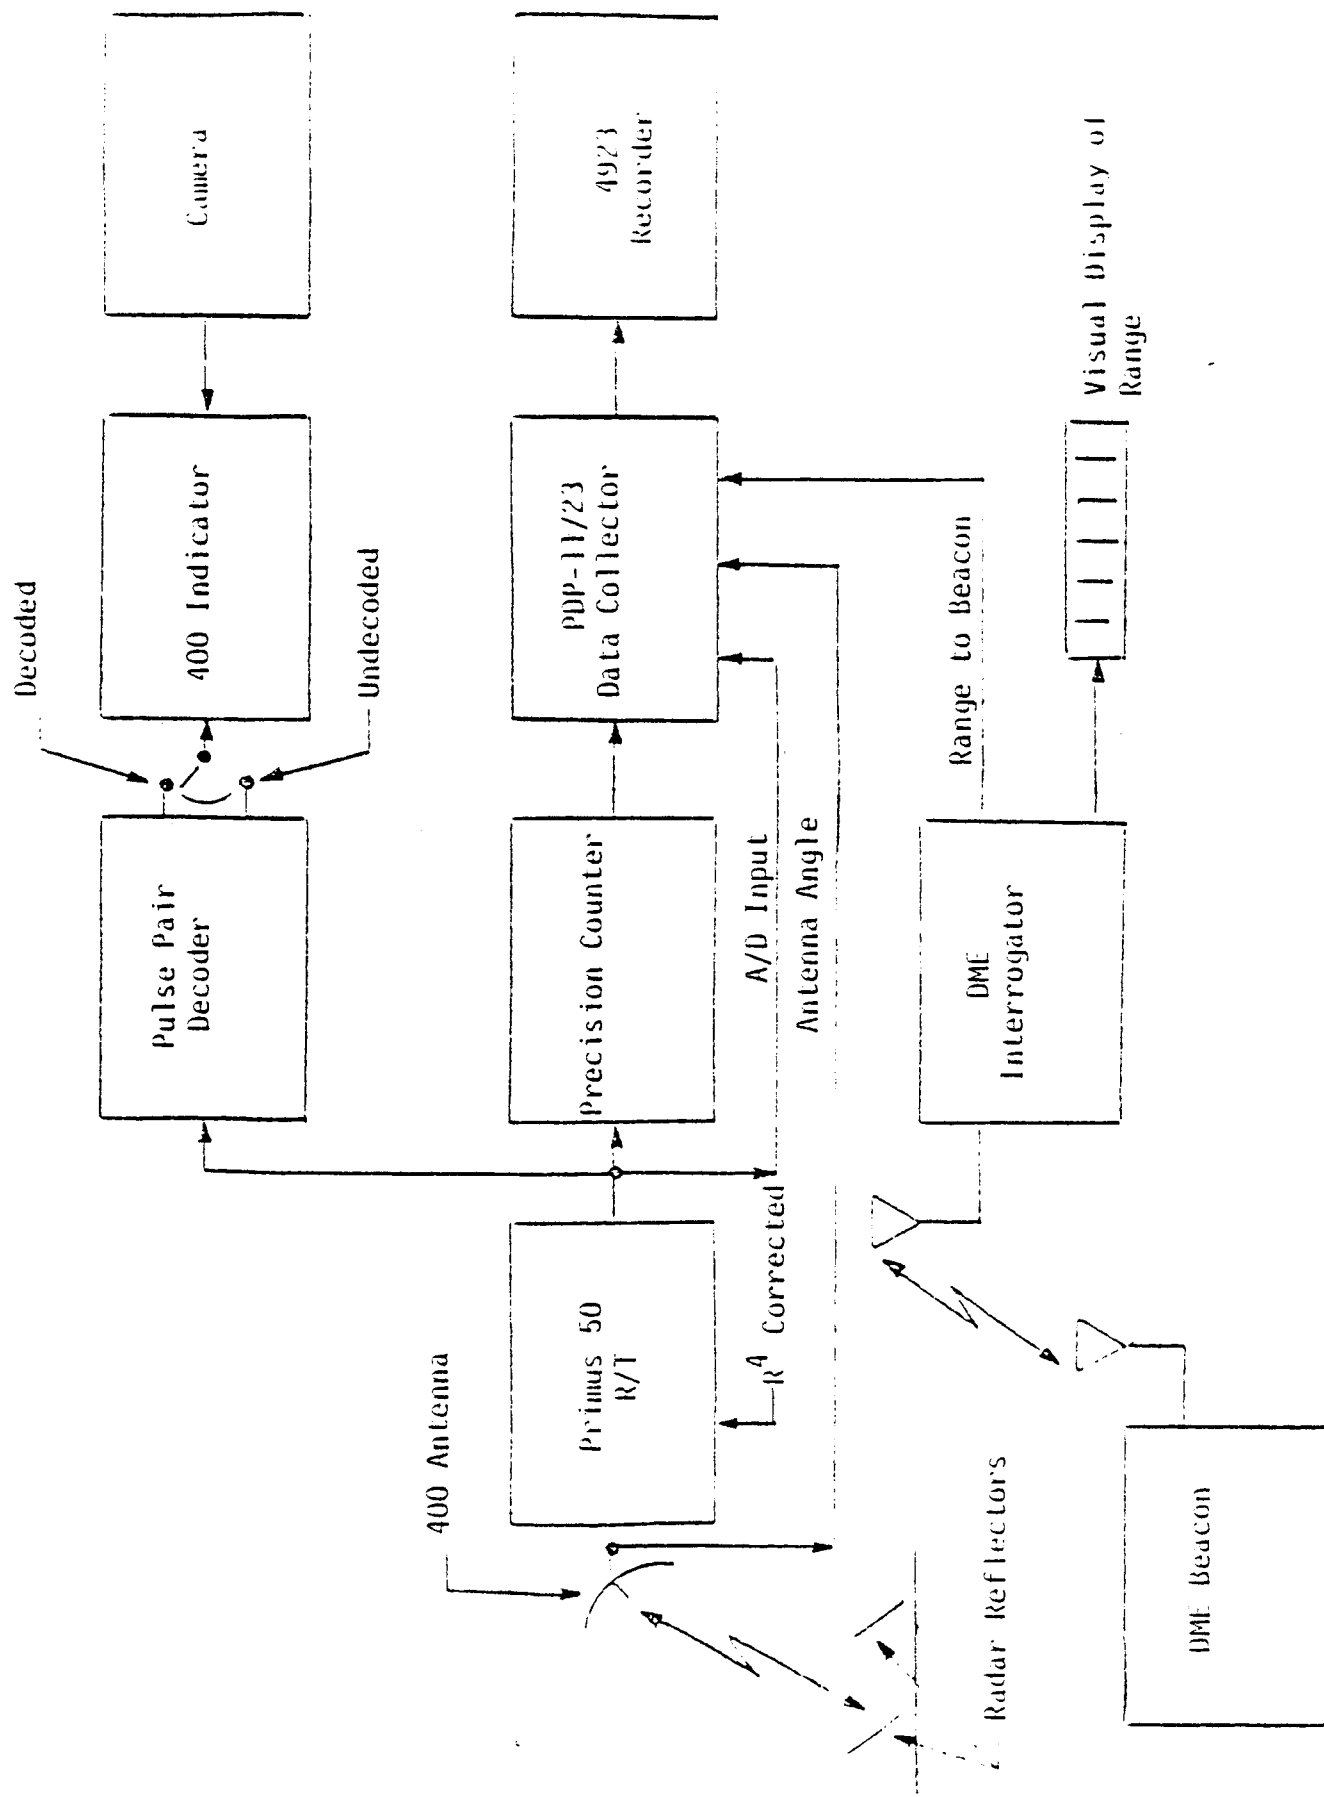 Decoded
Pulse Pair
Decoder
400 Indicator
Camera
Undecoded
400 Antenna
Primus 50
R/T
Precision Counter
PDP-11/23
Data Collector
4923
Recorder
R⁴ Corrected
A/D Input
Antenna Angle
Range to Beacon
DME
Interrogator
Visual Display of
Range
Radar Reflectors
DME Beacon